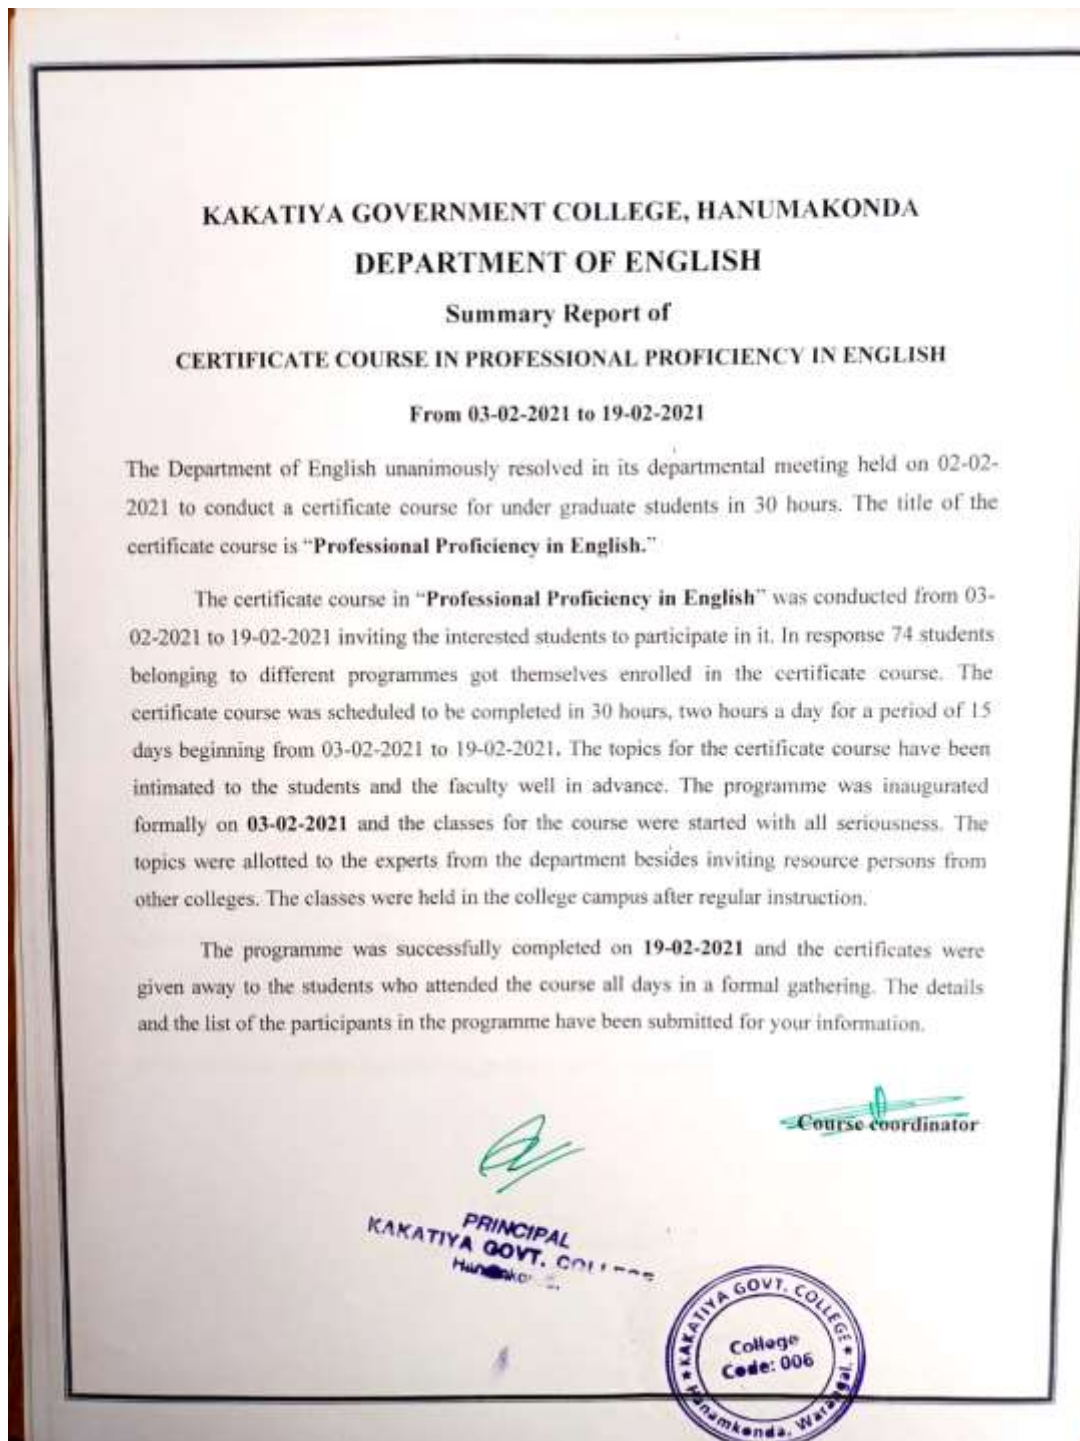 KAKATIYA GOVERNMENT COLLEGE, HANUMAKONDA
DEPARTMENT OF ENGLISH
Summary Report of
CERTIFICATE COURSE IN PROFESSIONAL PROFICIENCY IN ENGLISH
From 03-02-2021 to 19-02-2021
The Department of English unanimously resolved in its departmental meeting held on 02-02-
2021 to conduct a certificate course for under graduate students in 30 hours. The title of the
certificate course is “Professional Proficiency in English.”
The certificate course in “Professional Proficiency in English” was conducted from 03-
02-2021 to 19-02-2021 inviting the interested students to participate in it. In response 74 students
belonging to different programmes got themselves enrolled in the certificate course. The
certificate course was scheduled to be completed in 30 hours, two hours a day for a period of 15
days beginning from 03-02-2021 to 19-02-2021. The topics for the certificate course have been
intimated to the students and the faculty well in advance. The programme was inaugurated
formally on 03-02-2021 and the classes for the course were started with all seriousness. The
topics were allotted to the experts from the department besides inviting resource persons from
other colleges. The classes were held in the college campus after regular instruction.
The programme was successfully completed on 19-02-2021 and the certificates were
given away to the students who attended the course all days in a formal gathering. The details
and the list of the participants in the programme have been submitted for your information.
Course coordinator
PRINCIPAL
KAKATIYA GOVT. COLLEGE
KAKATIYA GOVT. COLLEGE
College
Code: 006
Hanamkonda, Warangal.